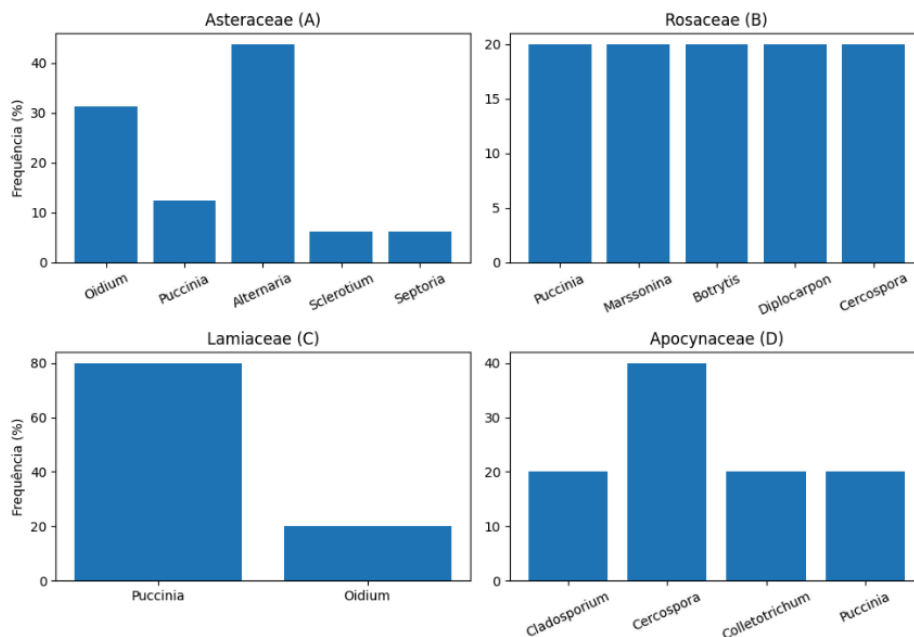 Asteraceae (A)
Frequência (%)
40
30
20
10
0
Oidium Puccinia Alternaria Sclerotium Septoria
Rosaceae (B)
20
15
10
5
0
Puccinia Marssonina Botrytis Diplocarpon Cercospora
Lamiaceae (C)
Frequência (%)
80
60
40
20
0
Puccinia Oidium
Apocynaceae (D)
40
30
20
10
0
Cladosporium Cercospora Colletotrichum Puccinia